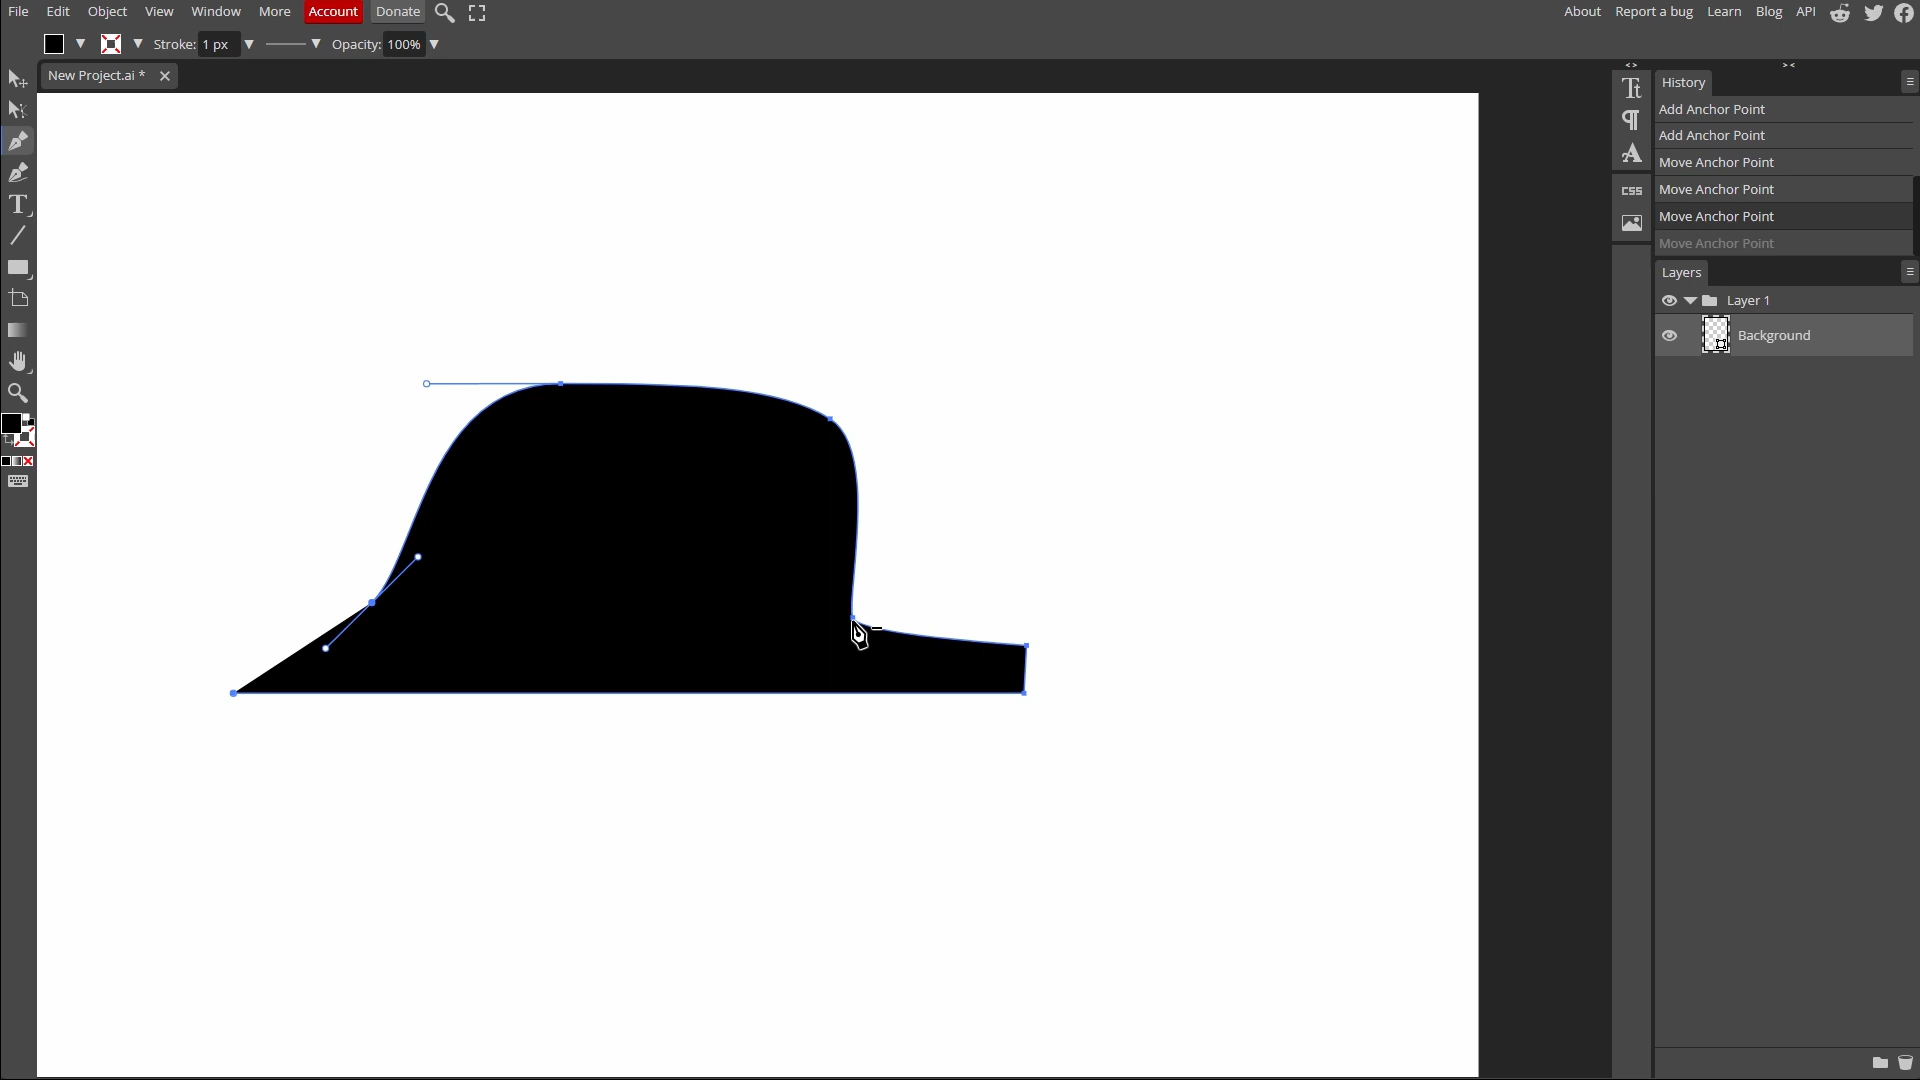 File Edit Object View Window More Account Donate About Report a bug Learn Blog API
Stroke: 1 px Opacity: 100%
New Project.ai *
History
Add Anchor Point
Add Anchor Point
Move Anchor Point
Move Anchor Point
Move Anchor Point
Move Anchor Point
CSS
Layers
Layer 1
Background